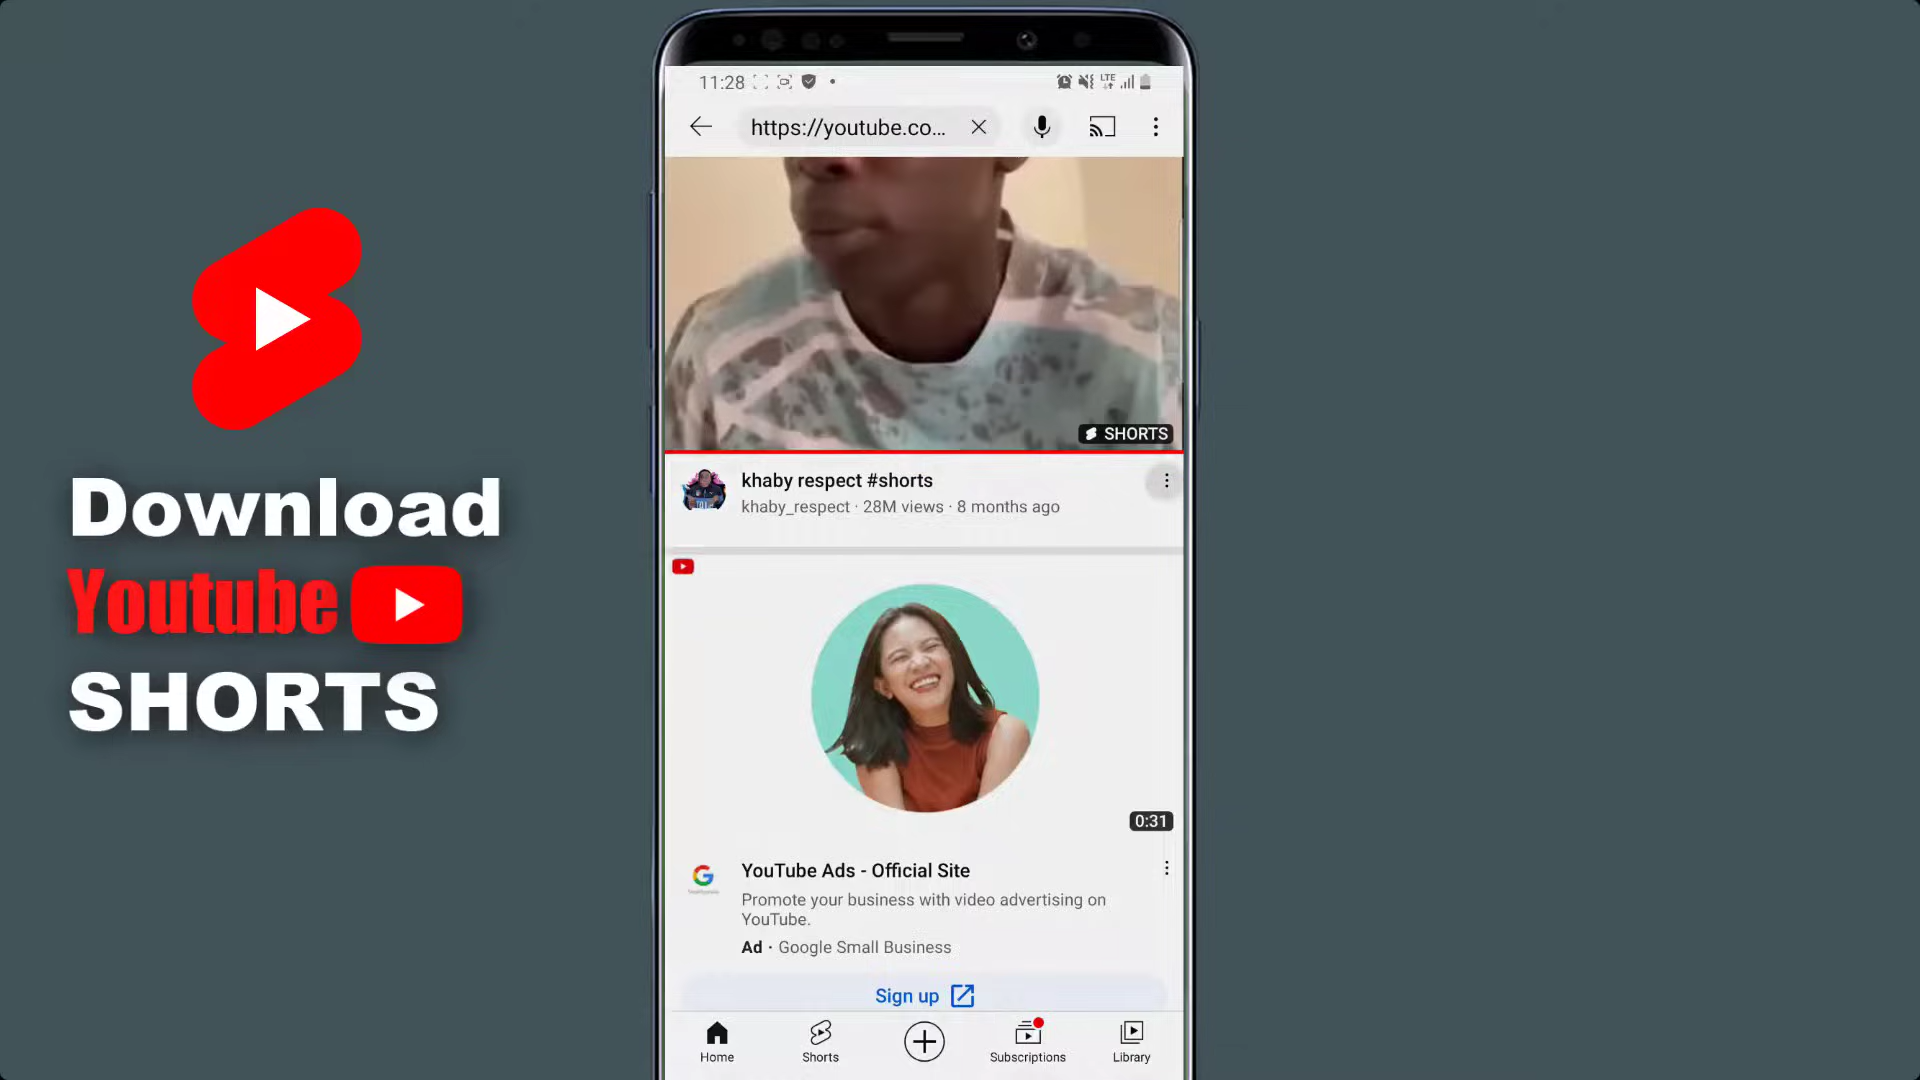 Download
Youtube
SHORTS
11:28
LTE
https://youtube.co...
SHORTS
khaby respect #shorts
khaby_respect · 28M views · 8 months ago
0:31
YouTube Ads - Official Site
Promote your business with video advertising on
YouTube.
Ad · Google Small Business
Sign up
Home
Shorts
Subscriptions
Library